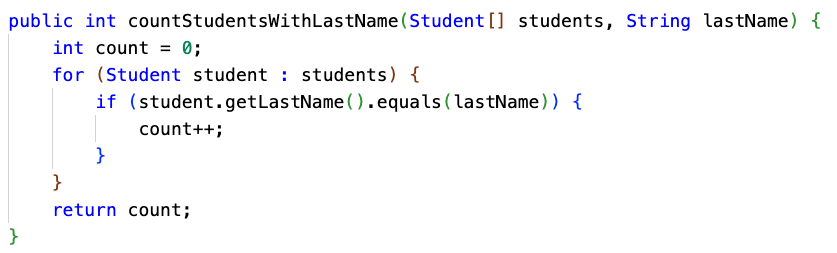 public int countStudentsWithLastName(Student[] students, String lastName) {
    int count = 0;
    for (Student student : students) {
        if (student.getLastName().equals(lastName)) {
            count++;
        }
    }
    return count;
}